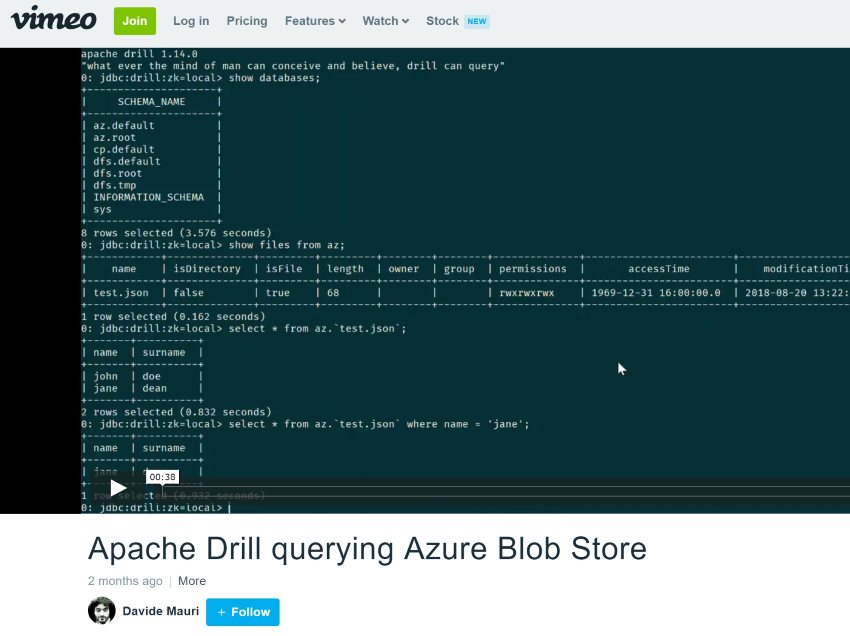 vimeo Join Log in Pricing Features Watch Stock NEW
apache drill 1.14.0
"what ever the mind of man can conceive and believe, drill can query"
0: jdbc:drill:zk=local> show databases;
+---------------------+
| SCHEMA_NAME |
+---------------------+
| az.default |
| az.root |
| cp.default |
| dfs.default |
| dfs.root |
| dfs.tmp |
| INFORMATION_SCHEMA |
| sys |
+---------------------+
8 rows selected (3.576 seconds)
0: jdbc:drill:zk=local> show files from az;
| name | isDirectory | isFile | length | owner | group | permissions | accessTime | modificationTi
| test.json | false | true | 68 | | | rwxrwxrwx | 1969-12-31 16:00:00.0 | 2018-08-20 13:22:
1 row selected (0.162 seconds)
0: jdbc:drill:zk=local> select * from az.`test.json`;
| name | surname |
| john | doe |
| jane | dean |
2 rows selected (0.832 seconds)
0: jdbc:drill:zk=local> select * from az.`test.json` where name = 'jane';
| name | surname |
| jane |
00:38
1 row selected (0.932 seconds)
0: jdbc:drill:zk=local>
Apache Drill querying Azure Blob Store
2 months ago | More
Davide Mauri + Follow